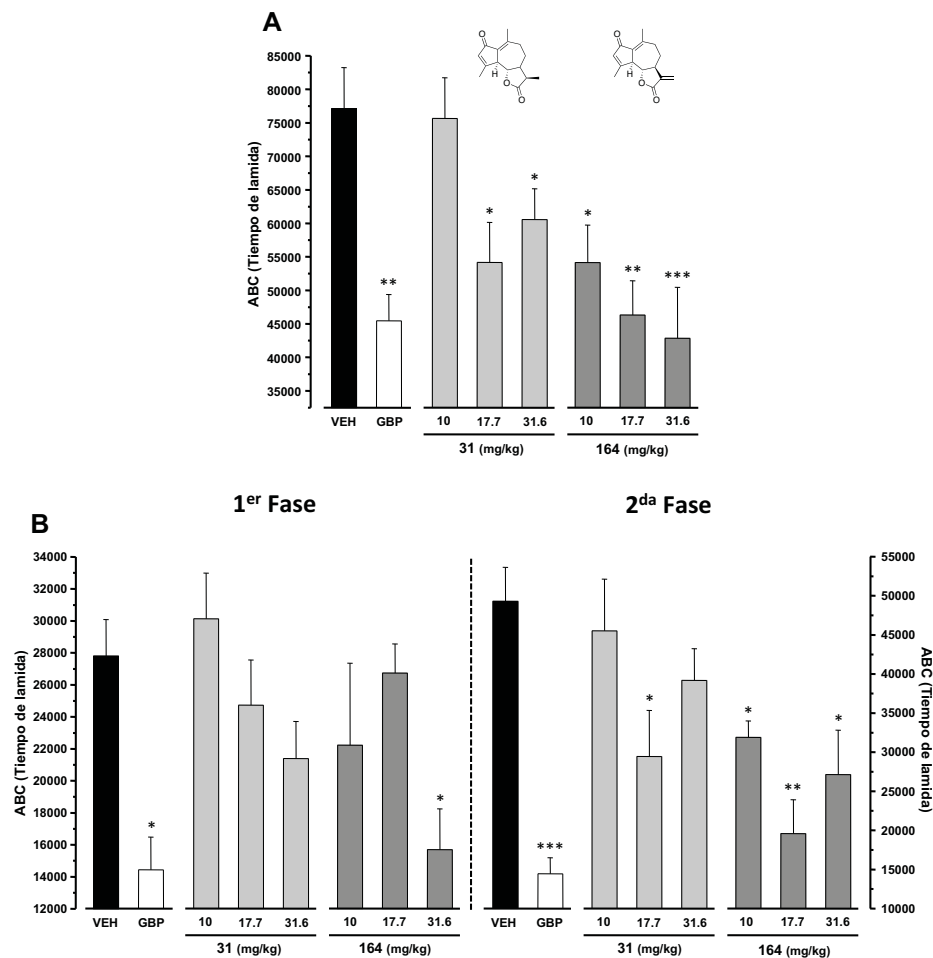 A
O
H
O
O
O
H
O
O
85000
80000
75000
70000
65000
60000
55000
50000
45000
40000
35000
ABC (Tiempo de lamida)
** * * * ** ***
VEH GBP 10 17.7 31.6 10 17.7 31.6
31 (mg/kg) 164 (mg/kg)
1er Fase 2da Fase
B
34000
32000
30000
28000
26000
24000
22000
20000
18000
16000
14000
12000
ABC (Tiempo de lamida)
* *
VEH GBP 10 17.7 31.6 10 17.7 31.6
31 (mg/kg) 164 (mg/kg)
*** * * ** *
VEH GBP 10 17.7 31.6 10 17.7 31.6
31 (mg/kg) 164 (mg/kg)
55000
50000
45000
40000
35000
30000
25000
20000
15000
10000
ABC (Tiempo de lamida)